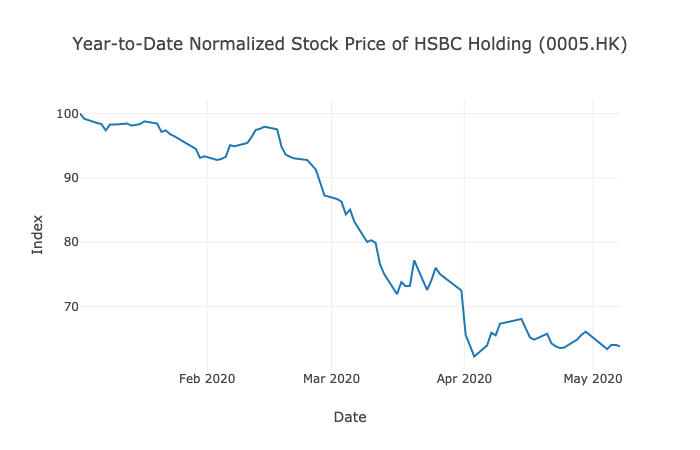 Year-to-Date Normalized Stock Price of HSBC Holding (0005.HK)
100
90
80
70
Index
Feb 2020
Mar 2020
Apr 2020
May 2020
Date